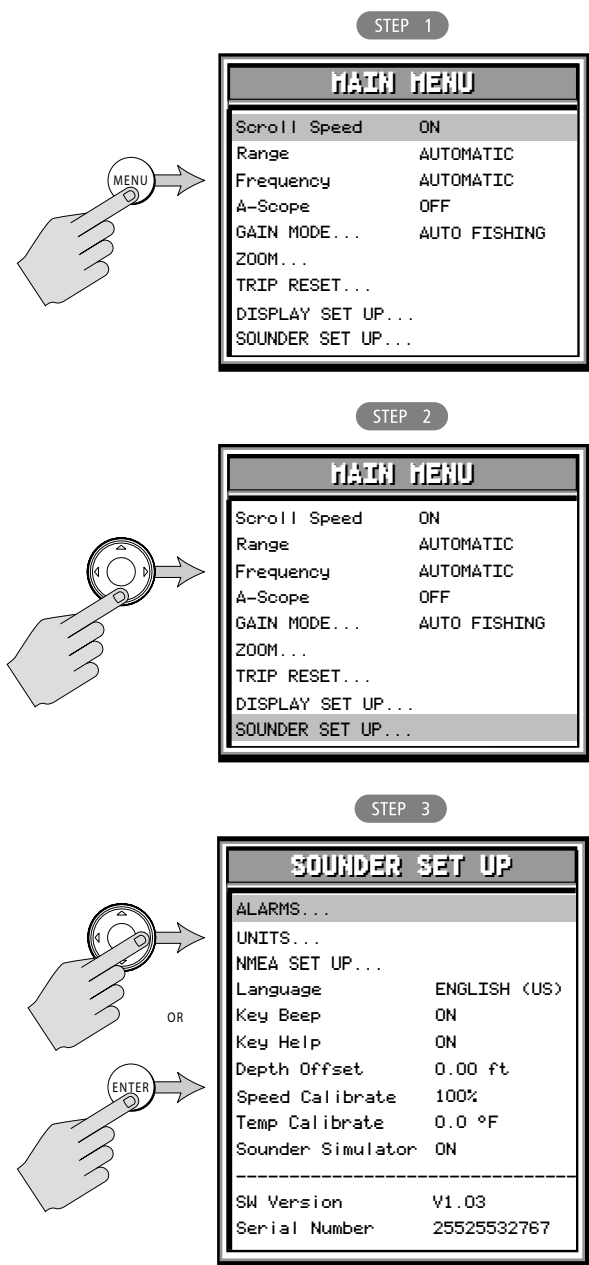 STEP 1
MAIN MENU
Scroll Speed ON
Range AUTOMATIC
MENU
Frequency AUTOMATIC
A-Scope OFF
GAIN MODE... AUTO FISHING
ZOOM...
TRIP RESET...
DISPLAY SET UP...
SOUNDER SET UP...
STEP 2
MAIN MENU
Scroll Speed ON
Range AUTOMATIC
Frequency AUTOMATIC
A-Scope OFF
GAIN MODE... AUTO FISHING
ZOOM...
TRIP RESET...
DISPLAY SET UP...
SOUNDER SET UP...
STEP 3
SOUNDER SET UP
ALARMS...
UNITS...
NMEA SET UP...
Language ENGLISH (US)
OR
Key Beep ON
Key Help ON
Depth Offset 0.00 ft
ENTER
Speed Calibrate 100%
Temp Calibrate 0.0 °F
Sounder Simulator ON
SW Version V1.03
Serial Number 25525532767